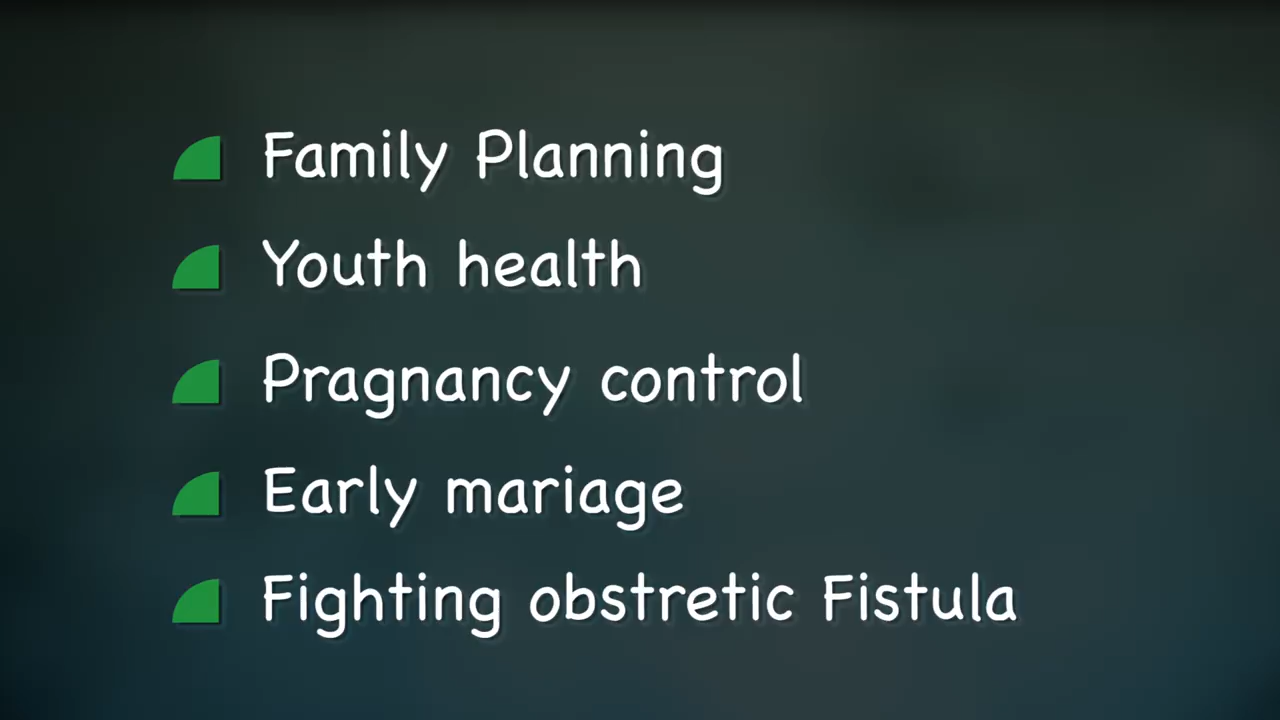 Family Planning
Youth health
Pragnancy control
Early mariage
Fighting obstretic Fistula